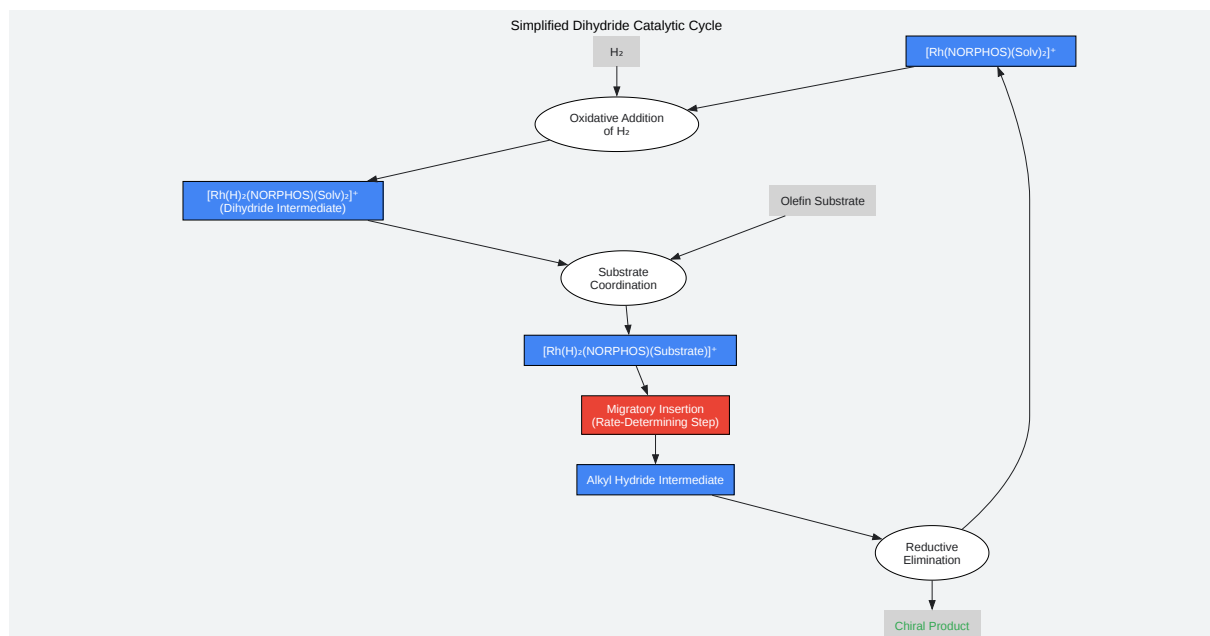 Simplified Dihydride Catalytic Cycle
H₂
[Rh(NORPHOS)(Solv)₂]⁺
Oxidative Addition
of H₂
[Rh(H)₂(NORPHOS)(Solv)₂]⁺
(Dihydride Intermediate)
Olefin Substrate
Substrate
Coordination
[Rh(H)₂(NORPHOS)(Substrate)]⁺
Migratory Insertion
(Rate-Determining Step)
Alkyl Hydride Intermediate
Reductive
Elimination
Chiral Product